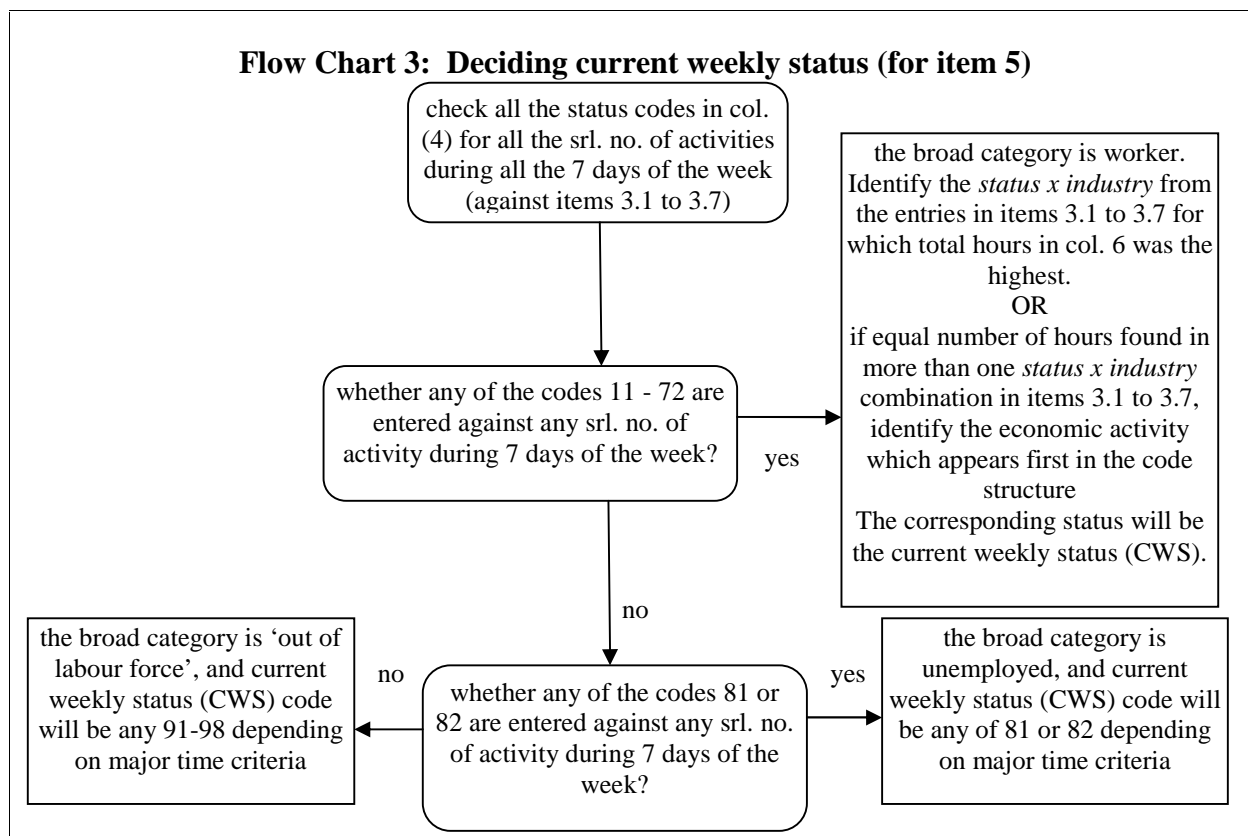 Flow Chart 3:  Deciding current weekly status (for item 5)
check all the status codes in col.
(4) for all the srl. no. of activities
during all the 7 days of the week
(against items 3.1 to 3.7)
the broad category is worker.
Identify the status x industry from
the entries in items 3.1 to 3.7 for
which total hours in col. 6 was the
highest.
OR
if equal number of hours found in
more than one status x industry
combination in items 3.1 to 3.7,
identify the economic activity
which appears first in the code
structure
The corresponding status will be
the current weekly status (CWS).
whether any of the codes 11 - 72 are
entered against any srl. no. of
activity during 7 days of the week?
yes
no
the broad category is ‘out of
labour force’, and current
weekly status (CWS) code
will be any 91-98 depending
on major time criteria
no
whether any of the codes 81 or
82 are entered against any srl. no.
of activity during 7 days of the
week?
yes
the broad category is
unemployed, and current
weekly status (CWS) code will
be any of 81 or 82 depending
on major time criteria